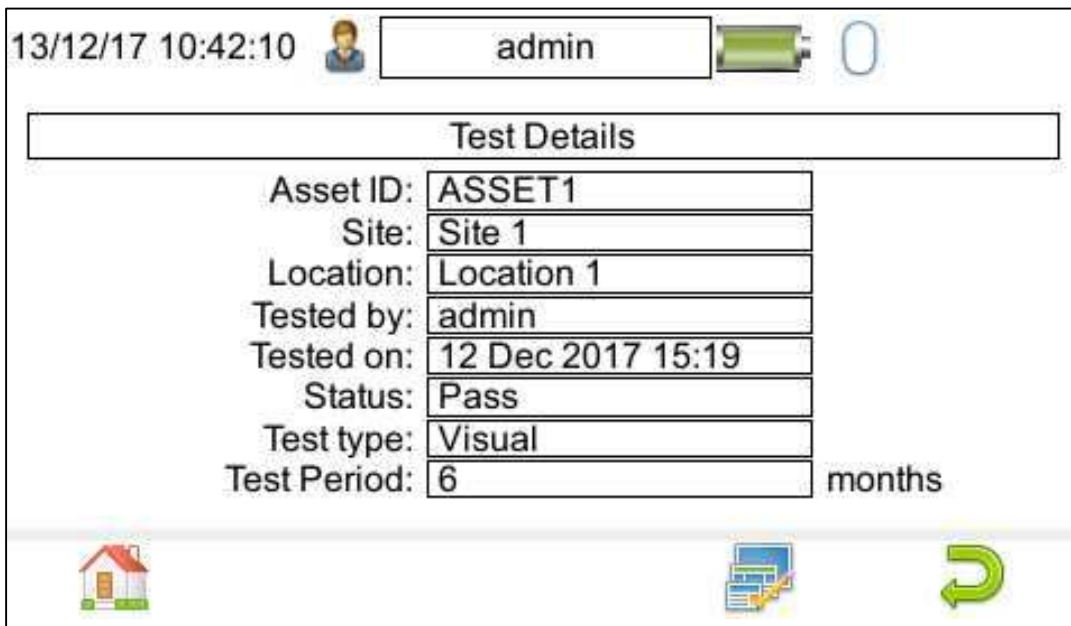 13/12/17 10:42:10 admin
Test Details
Asset ID: ASSET1
Site: Site 1
Location: Location 1
Tested by: admin
Tested on: 12 Dec 2017 15:19
Status: Pass
Test type: Visual
Test Period: 6 months